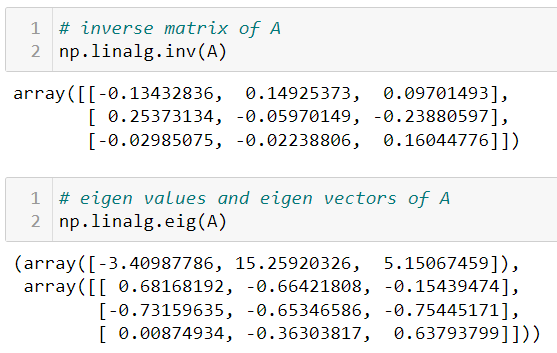 1 # inverse matrix of A
2 np.linalg.inv(A)
array([[-0.13432836,  0.14925373,  0.09701493],
       [ 0.25373134, -0.05970149, -0.23880597],
       [-0.02985075, -0.02238806,  0.16044776]])
1 # eigen values and eigen vectors of A
2 np.linalg.eig(A)
(array([-3.40987786, 15.25920326,  5.15067459]),
 array([[ 0.68168192, -0.66421808, -0.15439474],
        [-0.73159635, -0.65346586, -0.75445171],
        [ 0.00874934, -0.36303817,  0.63793799]]))